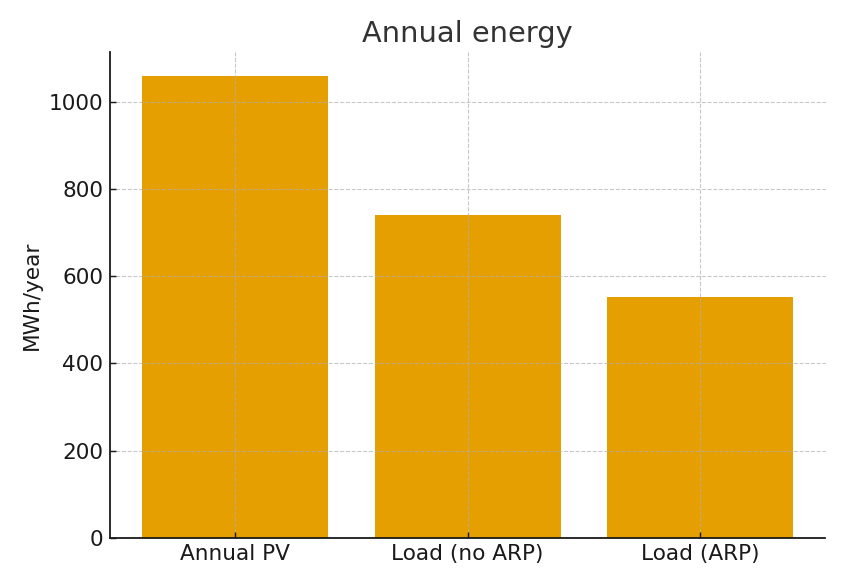 Annual energy
MWh/year
1000
800
600
400
200
0
Annual PV
Load (no ARP)
Load (ARP)